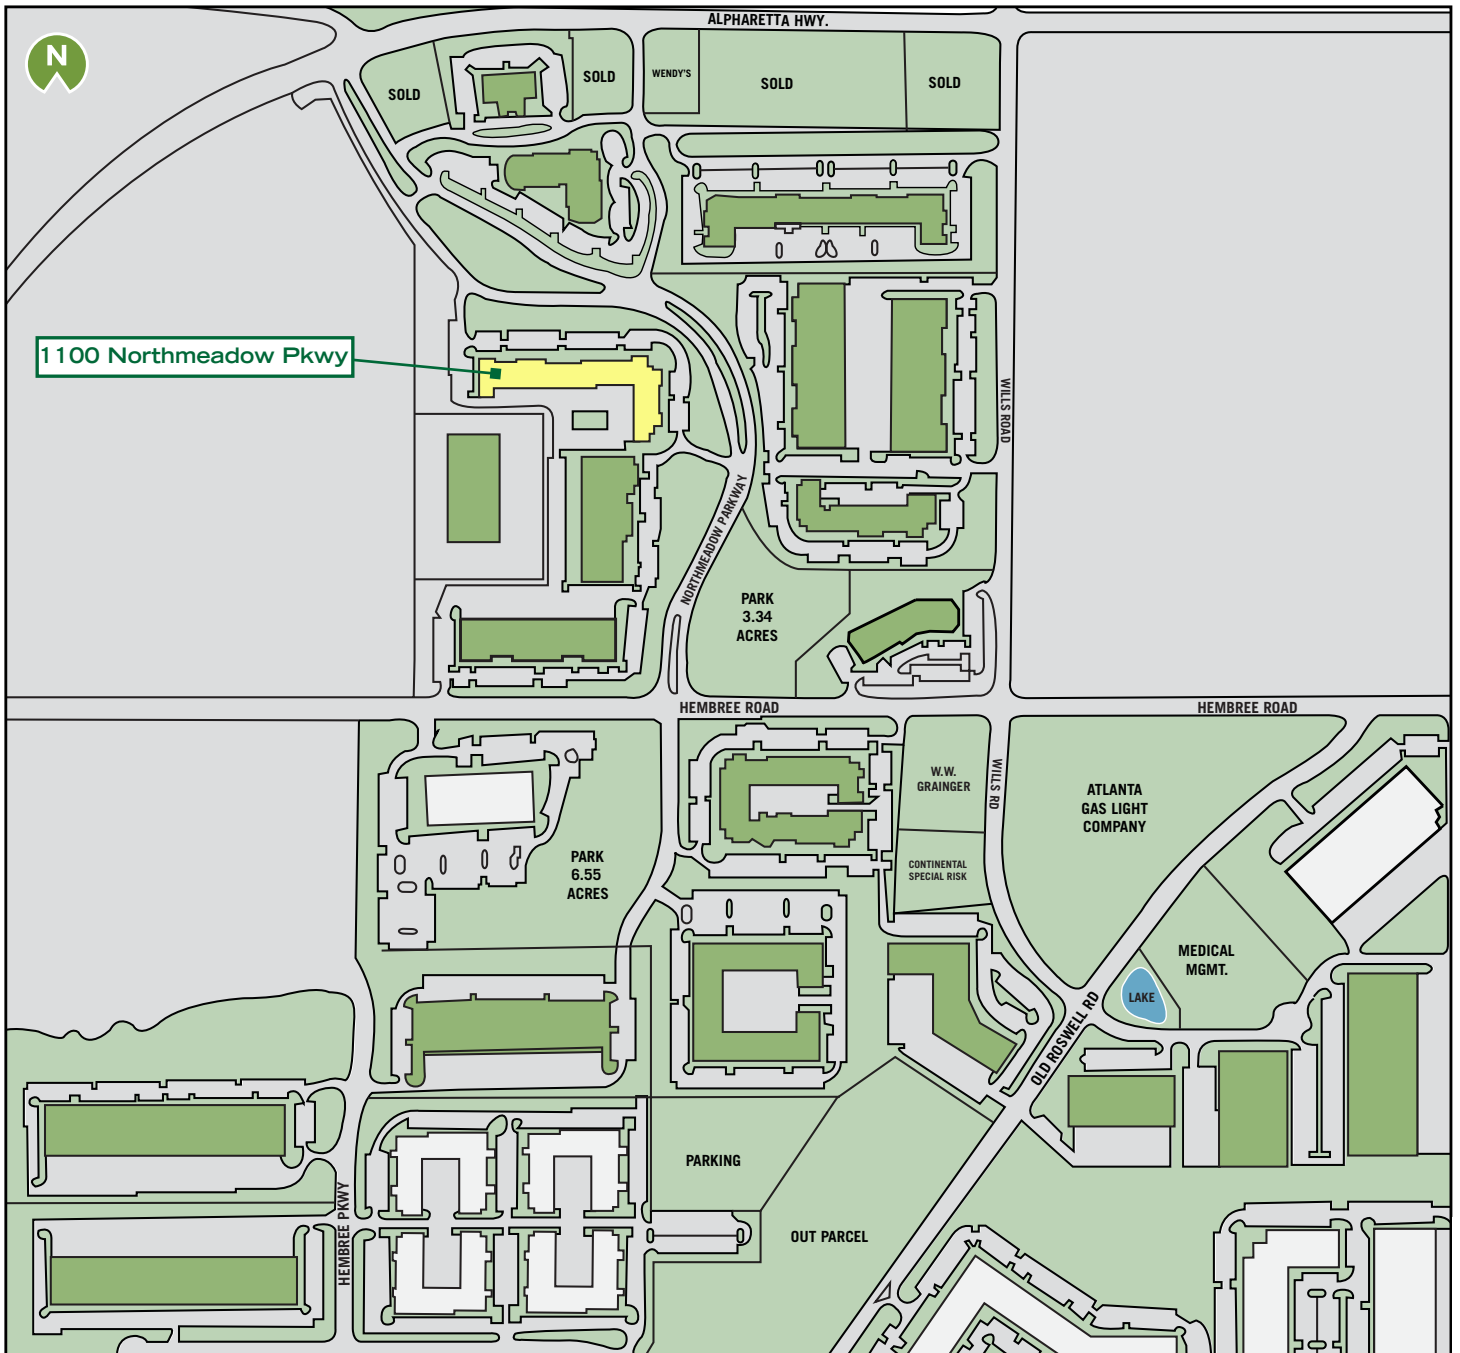 ALPHARETTA HWY.
N
SOLD
SOLD
WENDY'S
SOLD
SOLD
1100 Northmeadow Pkwy
WILLS ROAD
NORTHMEADOW PARKWAY
PARK
3.34
ACRES
HEMBREE ROAD
HEMBREE ROAD
W.W.
GRAINGER
WILLS RD
ATLANTA
GAS LIGHT
COMPANY
PARK
6.55
ACRES
CONTINENTAL
SPECIAL RISK
MEDICAL
MGMT.
LAKE
OLD ROSWELL RD
PARKING
HEMBREE PKWY
OUT PARCEL